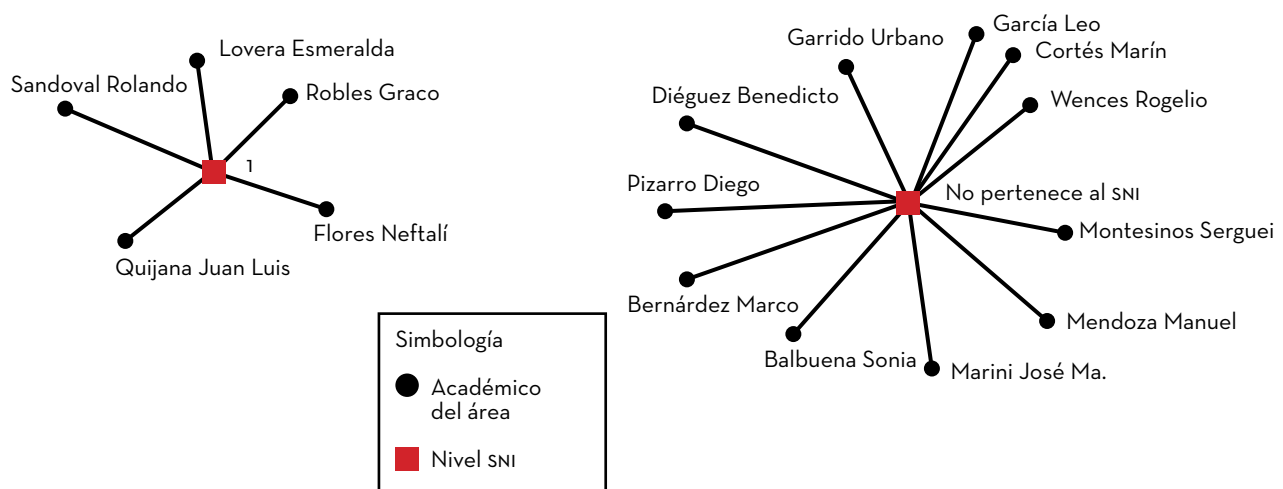 Lovera Esmeralda
Sandoval Rolando
Robles Graco
1
Flores Neftalí
Quijana Juan Luis
García Leo
Garrido Urbano
Cortés Marín
Diéguez Benedicto
Wences Rogelio
Pizarro Diego
No pertenece al SNI
Montesinos Serguei
Bernárdez Marco
Mendoza Manuel
Balbuena Sonia
Marini José Ma.
Simbología
Académico
del área
Nivel SNI